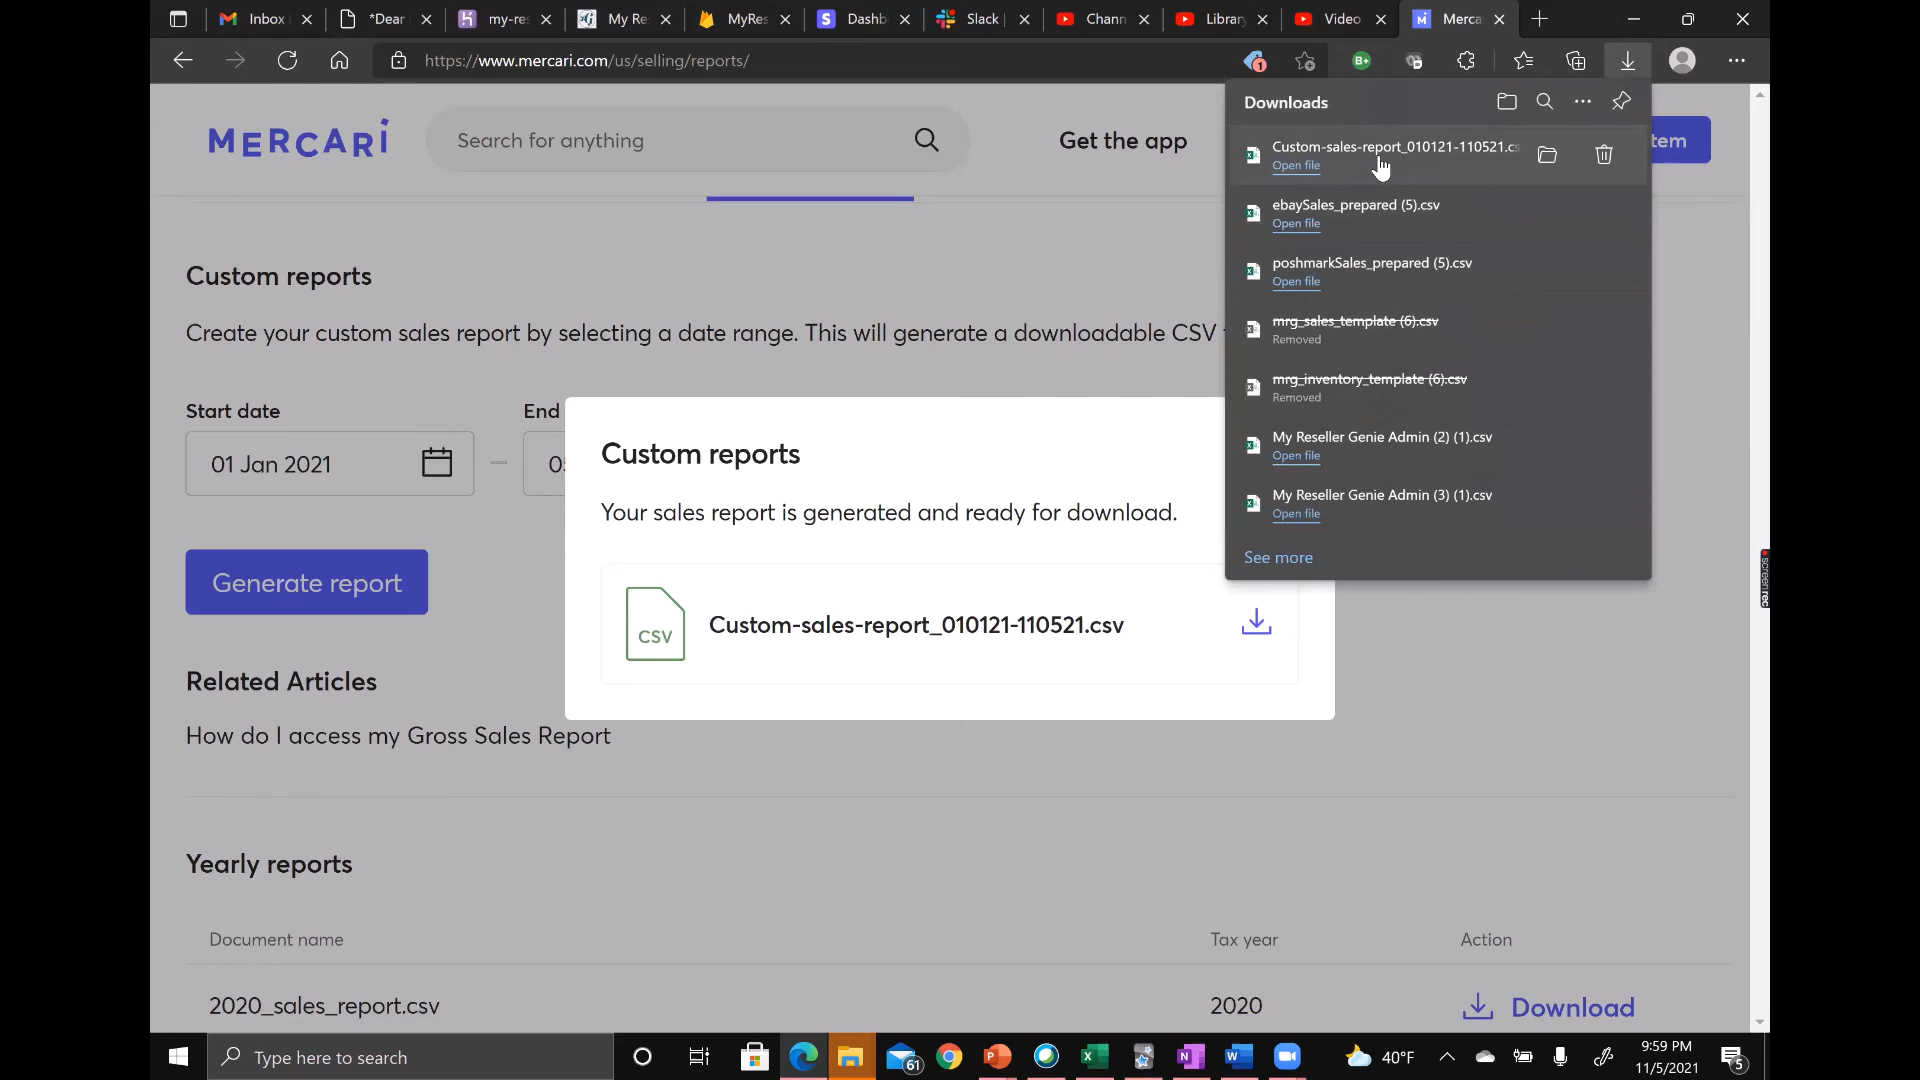 Inbox
*Dear
my-res
My Re
MyRes
Dashb
Slack
Chann
Library
Video
Merca
https://www.mercari.com/us/selling/reports/
1
B+
MERCARI
Search for anything
Get the app
tem
Downloads
Custom-sales-report_010121-110521.cs
Open file
ebaySales_prepared (5).csv
Open file
poshmarkSales_prepared (5).csv
Open file
mrg_sales_template (6).csv
Removed
mrg_inventory_template (6).csv
Removed
My Reseller Genie Admin (2) (1).csv
Open file
My Reseller Genie Admin (3) (1).csv
Open file
See more
Custom reports
Create your custom sales report by selecting a date range. This will generate a downloadable CSV
Start date
End
01 Jan 2021
Generate report
Custom reports
Your sales report is generated and ready for download.
CSV
Custom-sales-report_010121-110521.csv
Related Articles
How do I access my Gross Sales Report
Yearly reports
Document name
Tax year
Action
2020_sales_report.csv
2020
Download
screenrec
Type here to search
61
40°F
9:59 PM
11/5/2021
5